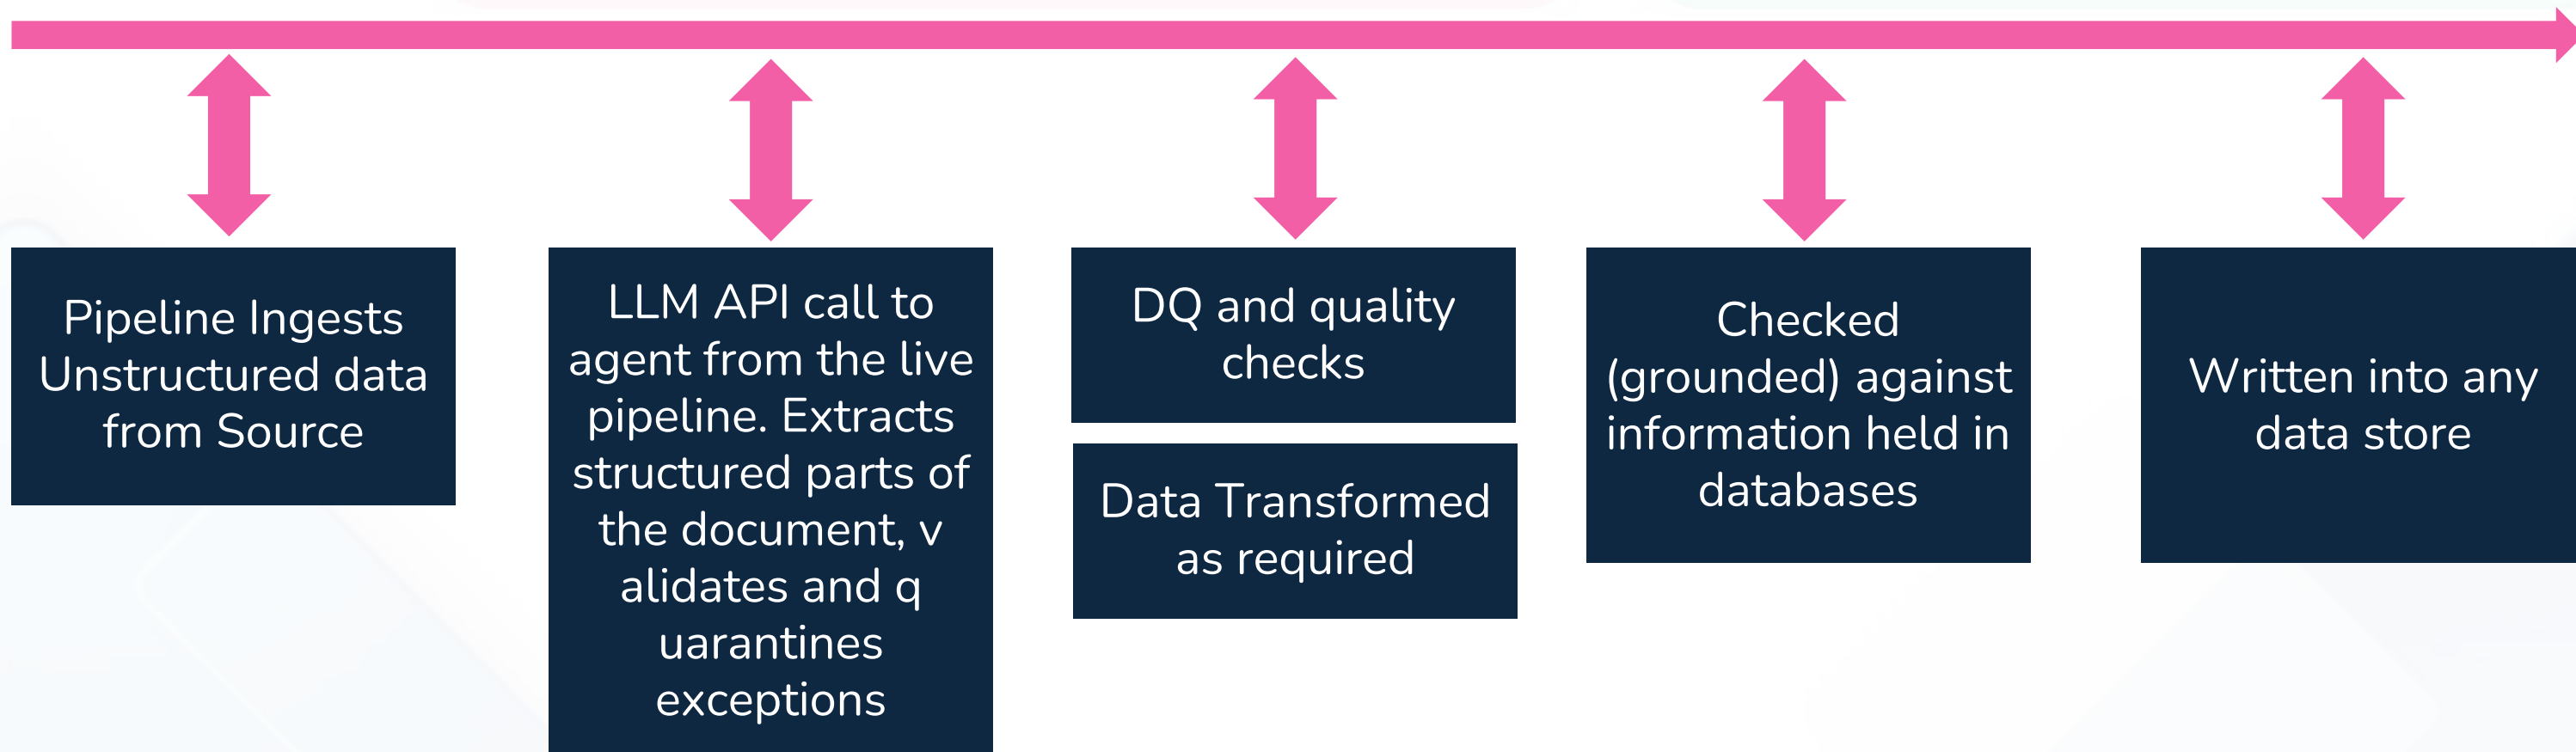 Pipeline Ingests
Unstructured data
from Source
LLM API call to
agent from the live
pipeline. Extracts
structured parts of
the document, v
alidates and q
uarantines
exceptions
DQ and quality
checks
Data Transformed
as required
Checked
(grounded) against
information held in
databases
Written into any
data store